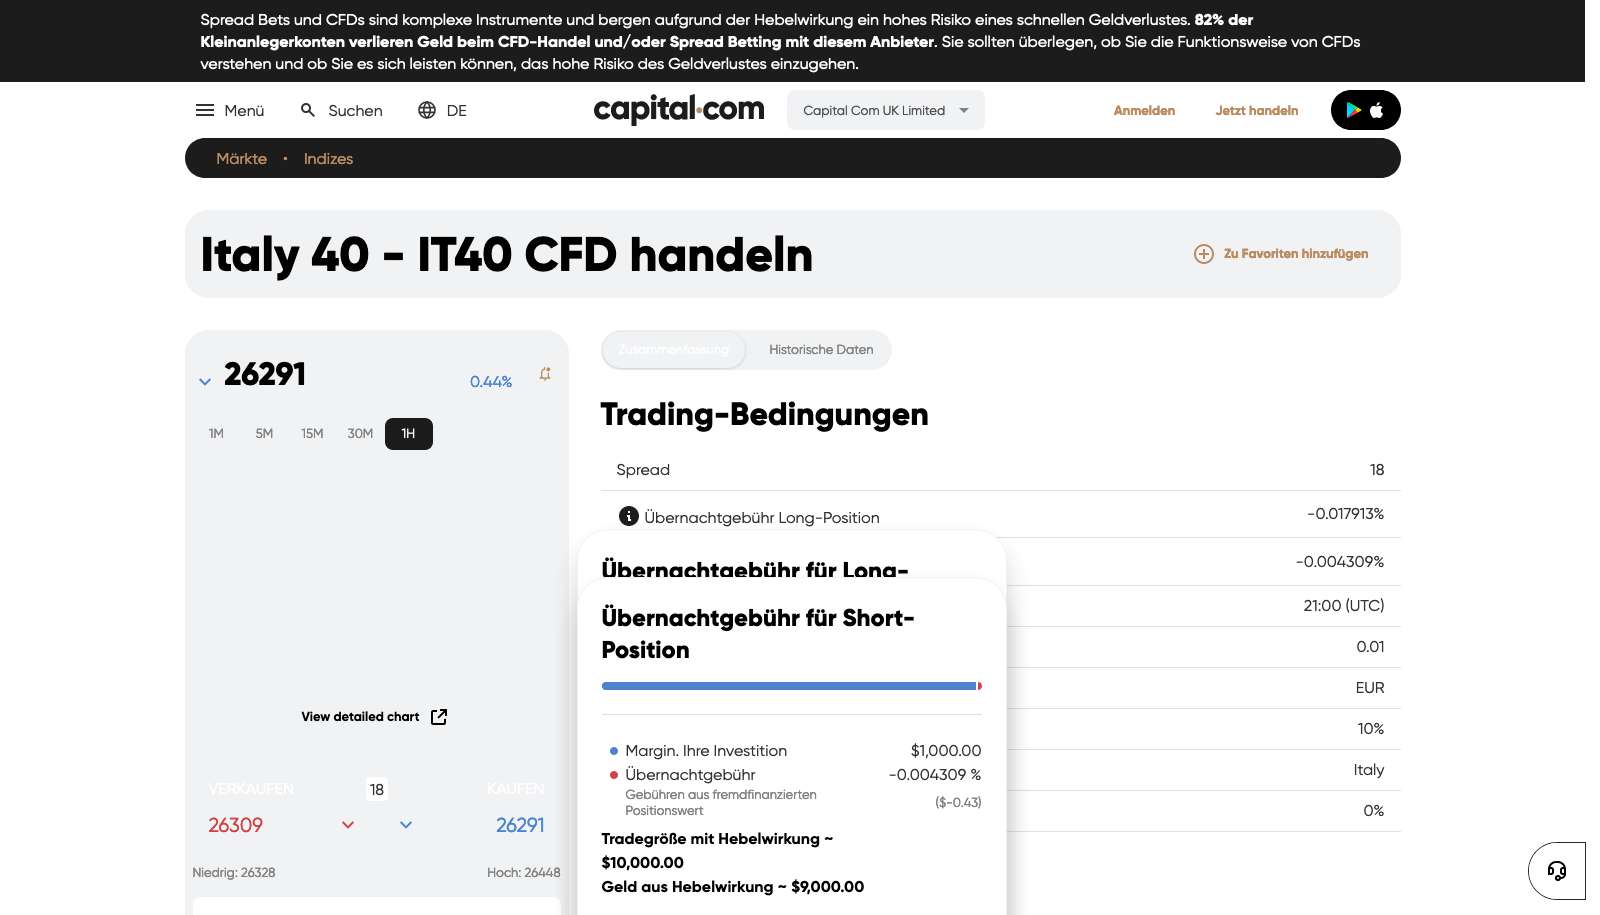 Spread Bets und CFDs sind komplexe Instrumente und bergen aufgrund der Hebelwirkung ein hohes Risiko eines schnellen Geldverlustes. 82% der
Kleinanlegerkonten verlieren Geld beim CFD-Handel und/oder Spread Betting mit diesem Anbieter. Sie sollten überlegen, ob Sie die Funktionsweise von CFDs
verstehen und ob Sie es sich leisten können, das hohe Risiko des Geldverlustes einzugehen.
Menü Suchen DE capital.com Capital Com UK Limited Anmelden Jetzt handeln
Märkte • Indizes
Italy 40 - IT40 CFD handeln
Zu Favoriten hinzufügen
26291 0.44%
1M 5M 15M 30M 1H
View detailed chart
VERKAUFEN 18 KAUFEN
26309 26291
Niedrig: 26328 Hoch: 26448
Zusammenfassung Historische Daten
Trading-Bedingungen
Spread 18
Übernachtgebühr Long-Position -0.017913%
-0.004309%
21:00 (UTC)
0.01
EUR
10%
Italy
0%
Übernachtgebühr für Long-
Übernachtgebühr für Short-
Position
Margin. Ihre Investition $1,000.00
Übernachtgebühr -0.004309 %
Gebühren aus fremdfinanzierten
Positionswert ($-0.43)
Tradegröße mit Hebelwirkung ~
$10,000.00
Geld aus Hebelwirkung ~ $9,000.00